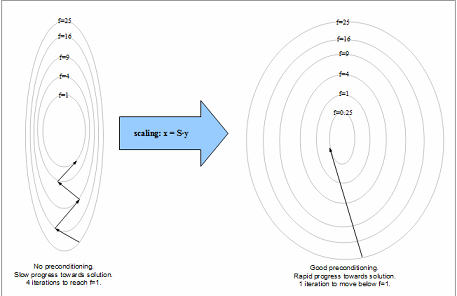 f=25
f=16
f=9
f=4
f=1
scaling: x = S·y
f=25
f=16
f=9
f=4
f=1
f=0.25
No preconditioning.
Slow progress towards solution.
4 iterations to reach f=1.
Good preconditioning.
Rapid progress towards solution.
1 iteration to move below f=1.